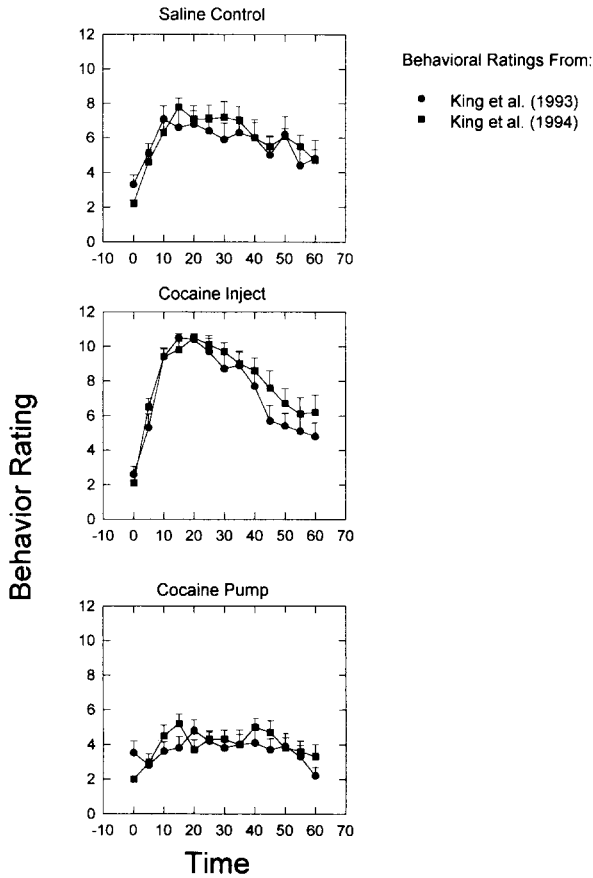 Saline Control
12
10
8
6
4
2
0
-10 0 10 20 30 40 50 60 70
Behavioral Ratings From:
King et al. (1993)
King et al. (1994)
Cocaine Inject
12
10
8
6
4
2
0
-10 0 10 20 30 40 50 60 70
Behavior Rating
Cocaine Pump
12
10
8
6
4
2
0
-10 0 10 20 30 40 50 60 70
Time